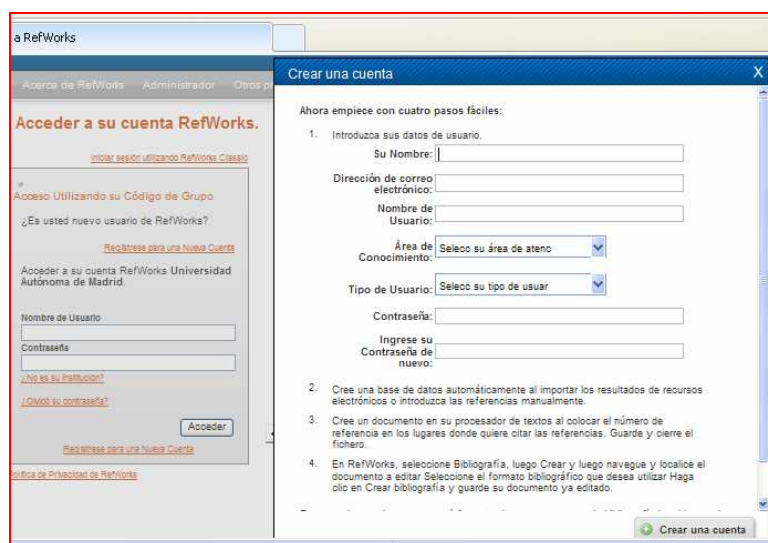 a RefWorks
Acerca de RefWorks Administrador Otros pr
Acceder a su cuenta RefWorks.
Iniciar sesión utilizando RefWorks Classic
Acceso Utilizando su Código de Grupo
¿Es usted nuevo usuario de RefWorks?
Regístrese para una Nueva Cuenta
Acceder a su cuenta RefWorks Universidad
Autónoma de Madrid.
Nombre de Usuario
Contraseña
¿No es su Institución?
¿Olvidó su contraseña?
Acceder
Regístrese para una Nueva Cuenta
Política de Privacidad de RefWorks
Crear una cuenta X
Ahora empiece con cuatro pasos fáciles:
1. Introduzca sus datos de usuario.
Su Nombre:
Dirección de correo
electrónico:
Nombre de
Usuario:
Área de
Conocimiento: Selecc su área de atenc
Tipo de Usuario: Selecc su tipo de usuar
Contraseña:
Ingrese su
Contraseña de
nuevo:
2. Cree una base de datos automáticamente al importar los resultados de recursos
electrónicos o introduzca las referencias manualmente.
3. Cree un documento en su procesador de textos al colocar el número de
referencia en los lugares donde quiere citar las referencias. Guarde y cierre el
fichero.
4. En RefWorks, seleccione Bibliografía, luego Crear y luego navegue y localice el
documento a editar Seleccione el formato bibliográfico que desea utilizar Haga
clic en Crear bibliografía y guarde su documento ya editado.
Crear una cuenta